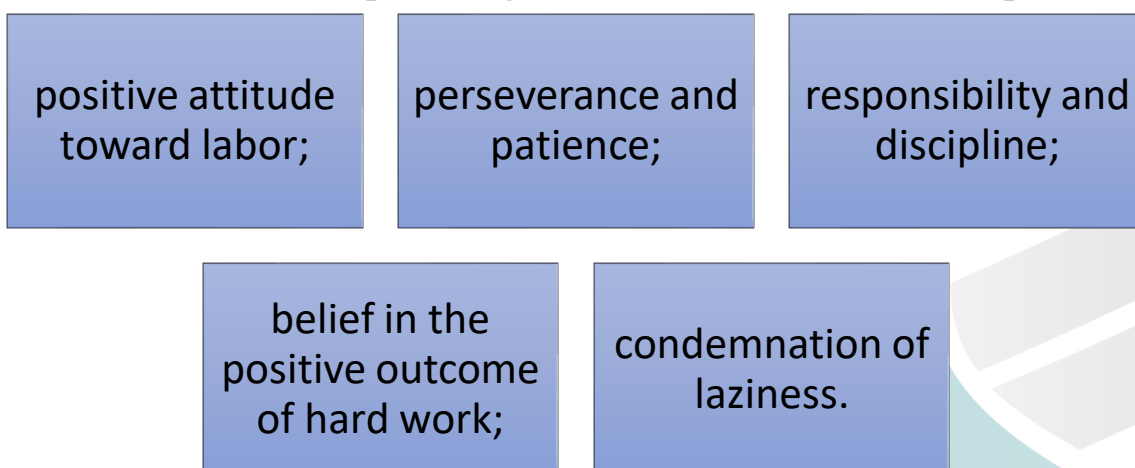 positive attitude
toward labor;
perseverance and
patience;
responsibility and
discipline;
belief in the
positive outcome
of hard work;
condemnation of
laziness.